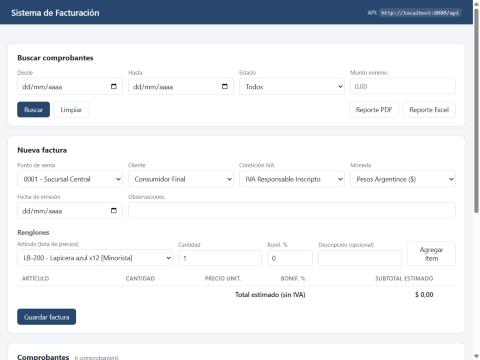 Sistema de Facturación
API: http://localhost:8080/api
Buscar comprobantes
Desde Hasta Estado Monto mínimo
dd/mm/aaaa dd/mm/aaaa Todos 0,00
Buscar Limpiar Reporte PDF Reporte Excel
Nueva factura
Punto de venta Cliente Condición IVA Moneda
0001 - Sucursal Central Consumidor Final IVA Responsable Inscripto Pesos Argentinos ($)
Fecha de emisión Observaciones
dd/mm/aaaa
Renglones
Artículo (lista de precios) Cantidad Bonif. % Descripción (opcional)
LB-200 - Lapicera azul x12 [Minorista] 1 0 Agregar ítem
ARTÍCULO CANTIDAD PRECIO UNIT. BONIF. % SUBTOTAL ESTIMADO
Total estimado (sin IVA) $ 0,00
Guardar factura
Comprobantes 6 comprobante(s)